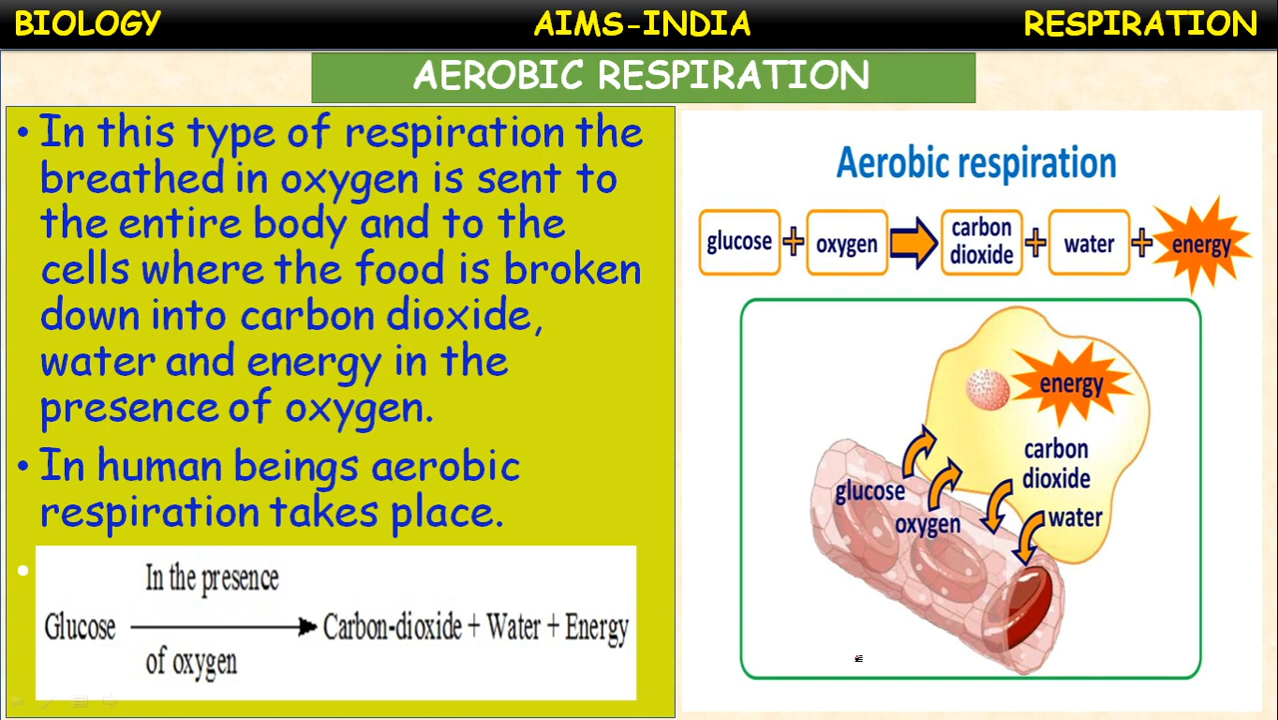 BIOLOGY AIMS-INDIA RESPIRATION
AEROBIC RESPIRATION
• In this type of respiration the
breathed in oxygen is sent to
the entire body and to the
cells where the food is broken
down into carbon dioxide,
water and energy in the
presence of oxygen.
• In human beings aerobic
respiration takes place.
•
In the presence
Glucose → Carbon-dioxide + Water + Energy
of oxygen
Aerobic respiration
glucose + oxygen → carbon dioxide + water + energy
energy
carbon
dioxide
glucose
oxygen
water